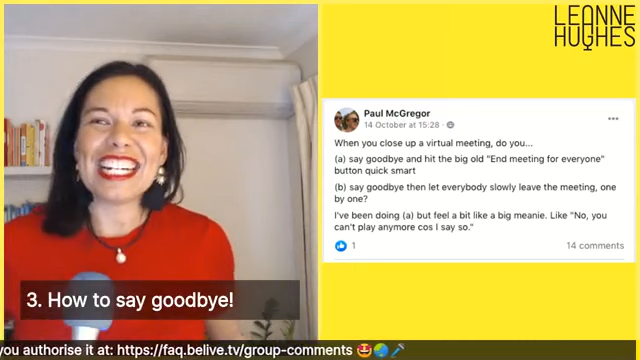 LEANNE
HUGHES
Paul McGregor
14 October at 15:28 ·
When you close up a virtual meeting, do you...
(a) say goodbye and hit the big old "End meeting for everyone"
button quick smart
(b) say goodbye then let everybody slowly leave the meeting, one
by one?
I've been doing (a) but feel a bit like a big meanie. Like "No, you
can't play anymore cos I say so."
1
14 comments
3. How to say goodbye!
you authorise it at: https://faq.belive.tv/group-comments 🤩🌏🎤